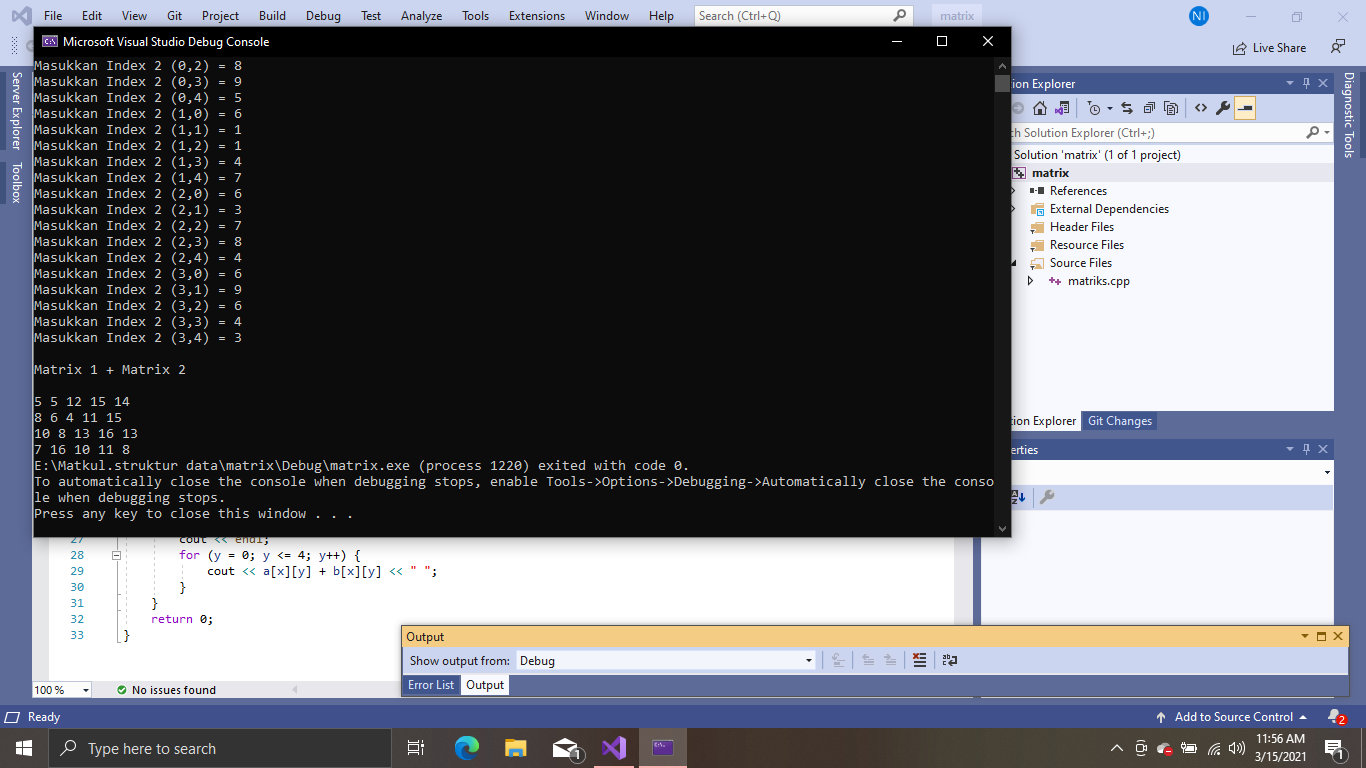 File Edit View Git Project Build Debug Test Analyze Tools Extensions Window Help Search (Ctrl+Q) matrix NI
Live Share
Microsoft Visual Studio Debug Console
Server Explorer
Toolbox
Masukkan Index 2 (0,2) = 8
Masukkan Index 2 (0,3) = 9
Masukkan Index 2 (0,4) = 5
Masukkan Index 2 (1,0) = 6
Masukkan Index 2 (1,1) = 1
Masukkan Index 2 (1,2) = 1
Masukkan Index 2 (1,3) = 4
Masukkan Index 2 (1,4) = 7
Masukkan Index 2 (2,0) = 6
Masukkan Index 2 (2,1) = 3
Masukkan Index 2 (2,2) = 7
Masukkan Index 2 (2,3) = 8
Masukkan Index 2 (2,4) = 4
Masukkan Index 2 (3,0) = 6
Masukkan Index 2 (3,1) = 9
Masukkan Index 2 (3,2) = 6
Masukkan Index 2 (3,3) = 4
Masukkan Index 2 (3,4) = 3
Matrix 1 + Matrix 2
5 5 12 15 14
8 6 4 11 15
10 8 13 16 13
7 16 10 11 8
E:\Matkul.struktur data\matrix\Debug\matrix.exe (process 1220) exited with code 0.
To automatically close the console when debugging stops, enable Tools->Options->Debugging->Automatically close the conso
le when debugging stops.
Press any key to close this window . . .
27 cout << endl;
28 for (y = 0; y <= 4; y++) {
29 cout << a[x][y] + b[x][y] << " ";
30 }
31 }
32 return 0;
33 }
100 % No issues found
tion Explorer
ch Solution Explorer (Ctrl+;)
Solution 'matrix' (1 of 1 project)
matrix
References
External Dependencies
Header Files
Resource Files
Source Files
matriks.cpp
tion Explorer Git Changes
erties
Diagnostic Tools
Output
Show output from: Debug
Error List Output
Ready Add to Source Control 2
Type here to search 1 11:56 AM
3/15/2021 1